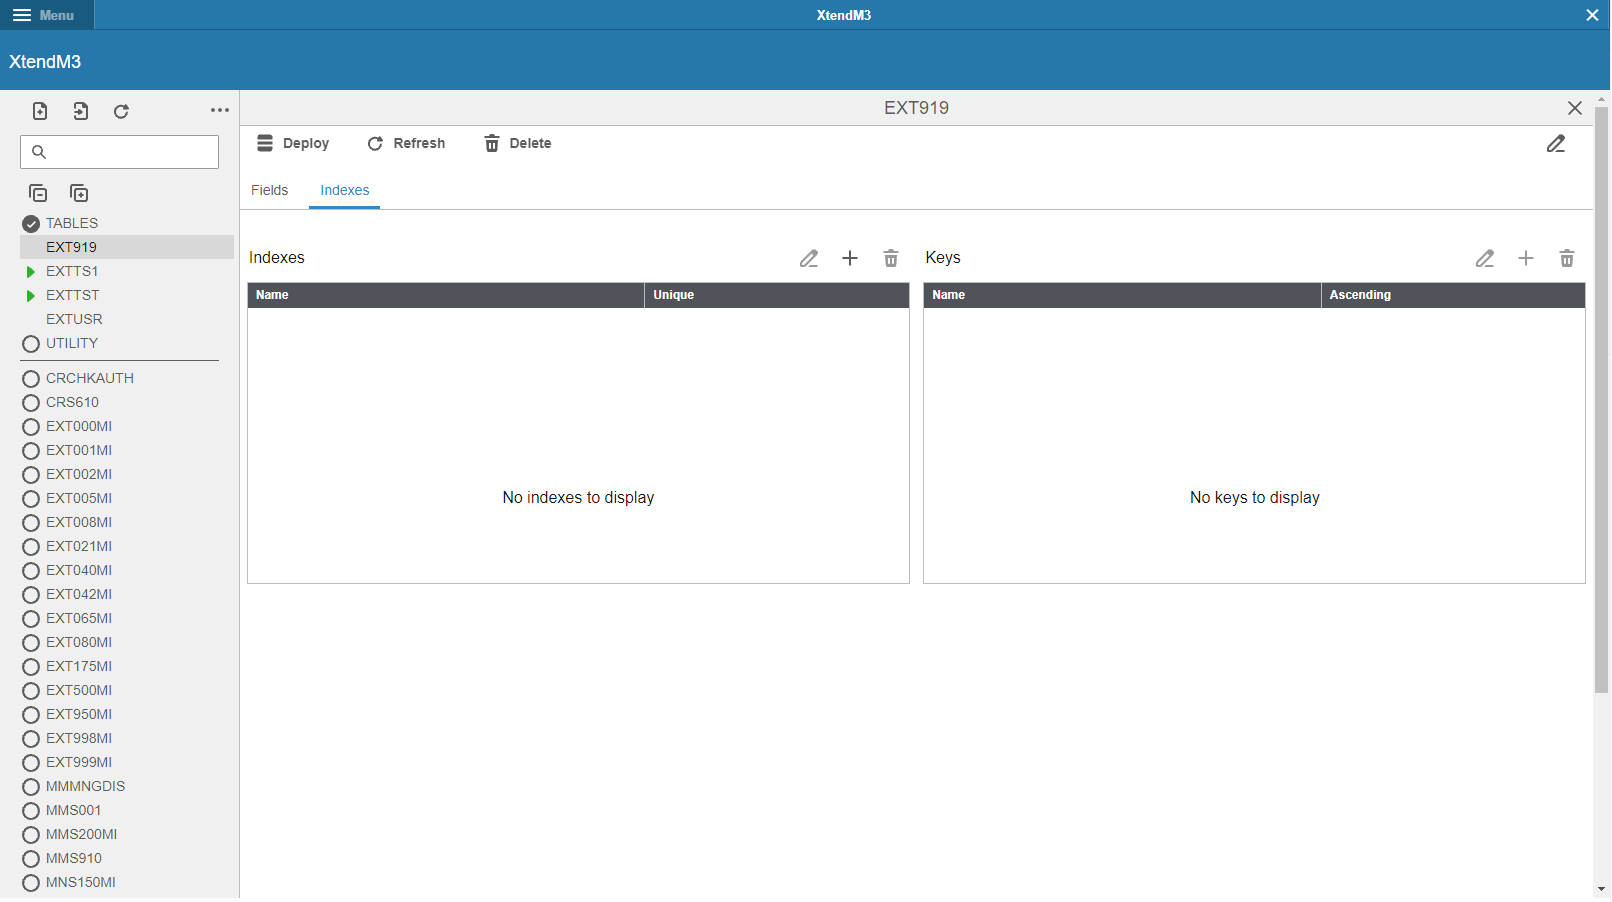 Menu
XtendM3
XtendM3
EXT919
Deploy Refresh Delete
Fields Indexes
TABLES
EXT919
EXTTS1
EXTTST
EXTUSR
UTILITY
CRCHKAUTH
CRS610
EXT000MI
EXT001MI
EXT002MI
EXT005MI
EXT008MI
EXT021MI
EXT040MI
EXT042MI
EXT065MI
EXT080MI
EXT175MI
EXT500MI
EXT950MI
EXT998MI
EXT999MI
MMMNGDIS
MMS001
MMS200MI
MMS910
MNS150MI
Indexes
Name Unique
No indexes to display
Keys
Name Ascending
No keys to display